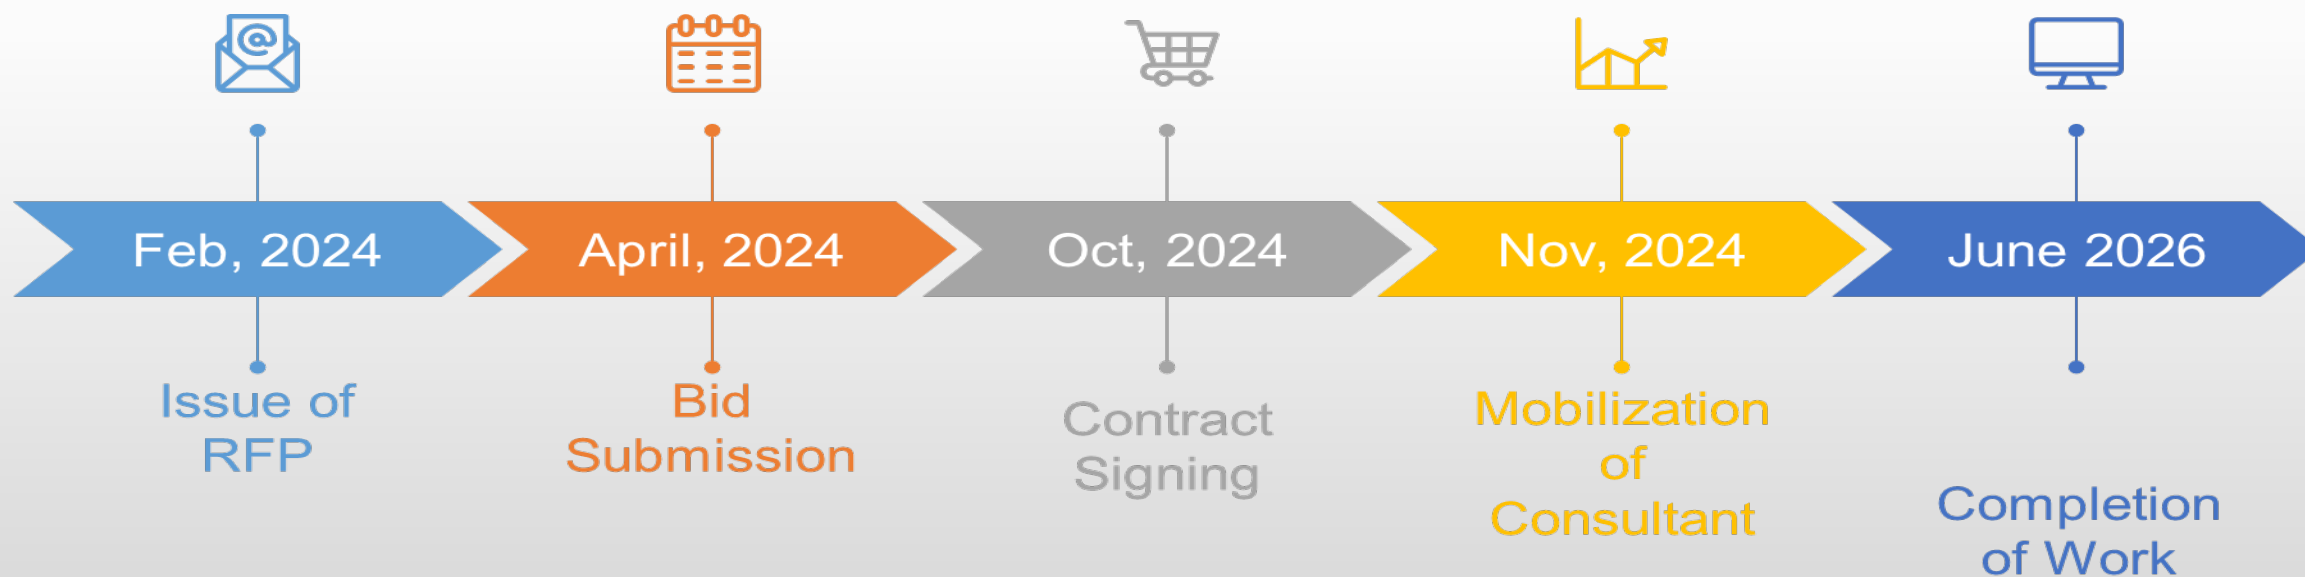 Feb, 2024
April, 2024
Oct, 2024
Nov, 2024
June 2026
Issue of
RFP
Bid
Submission
Contract
Signing
Mobilization
of
Consultant
Completion
of Work